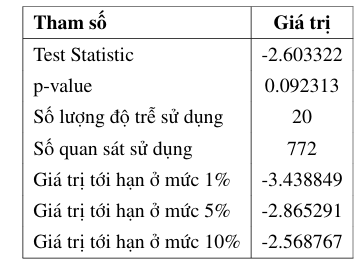 Tham số Giá trị
Test Statistic -2.603322
p-value 0.092313
Số lượng độ trễ sử dụng 20
Số quan sát sử dụng 772
Giá trị tới hạn ở mức 1% -3.438849
Giá trị tới hạn ở mức 5% -2.865291
Giá trị tới hạn ở mức 10% -2.568767